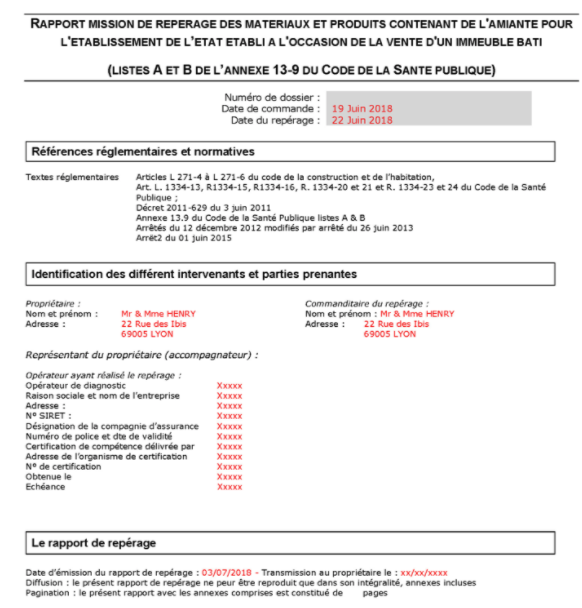 RAPPORT MISSION DE REPERAGE DES MATERIAUX ET PRODUITS CONTENANT DE L'AMIANTE POUR
L'ETABLISSEMENT DE L'ETAT ETABLI A L'OCCASION DE LA VENTE D'UN IMMEUBLE BATI
(LISTES A ET B DE L'ANNEXE 13-9 DU CODE DE LA SANTE PUBLIQUE)
Numéro de dossier :
Date de commande : 19 Juin 2018
Date du repérage : 22 Juin 2018
Références réglementaires et normatives
Textes réglementaires Articles L 271-4 à L 271-6 du code de la construction et de l'habitation,
Art. L. 1334-13, R1334-15, R1334-16, R. 1334-20 et 21 et R. 1334-23 et 24 du Code de la Santé
Publique ;
Décret 2011-629 du 3 juin 2011
Annexe 13.9 du Code de la Santé Publique listes A & B
Arrêtés du 12 décembre 2012 modifiés par arrêté du 26 juin 2013
Arrêt2 du 01 juin 2015
Identification des différent intervenants et parties prenantes
Propriétaire :
Nom et prénom : Mr & Mme HENRY
Adresse : 22 Rue des Ibis
69005 LYON
Commanditaire du repérage :
Nom et prénom : Mr & Mme HENRY
Adresse : 22 Rue des Ibis
69005 LYON
Représentant du propriétaire (accompagnateur) :
Opérateur ayant réalisé le repérage :
Opérateur de diagnostic Xxxxx
Raison sociale et nom de l'entreprise Xxxxx
Adresse : Xxxxx
N° SIRET : Xxxxx
Désignation de la compagnie d'assurance Xxxxx
Numéro de police et dte de validité Xxxxx
Certification de compétence délivrée par Xxxxx
Adresse de l'organisme de certification Xxxxx
N° de certification Xxxxx
Obtenue le Xxxxx
Echéance Xxxxx
Le rapport de repérage
Date d'émission du rapport de repérage : 03/07/2018 - Transmission au propriétaire le : xx/xx/xxxx
Diffusion : le présent rapport de repérage ne peur être reproduit que dans son intégralité, annexes incluses
Pagination : le présent rapport avec les annexes comprises est constitué de pages